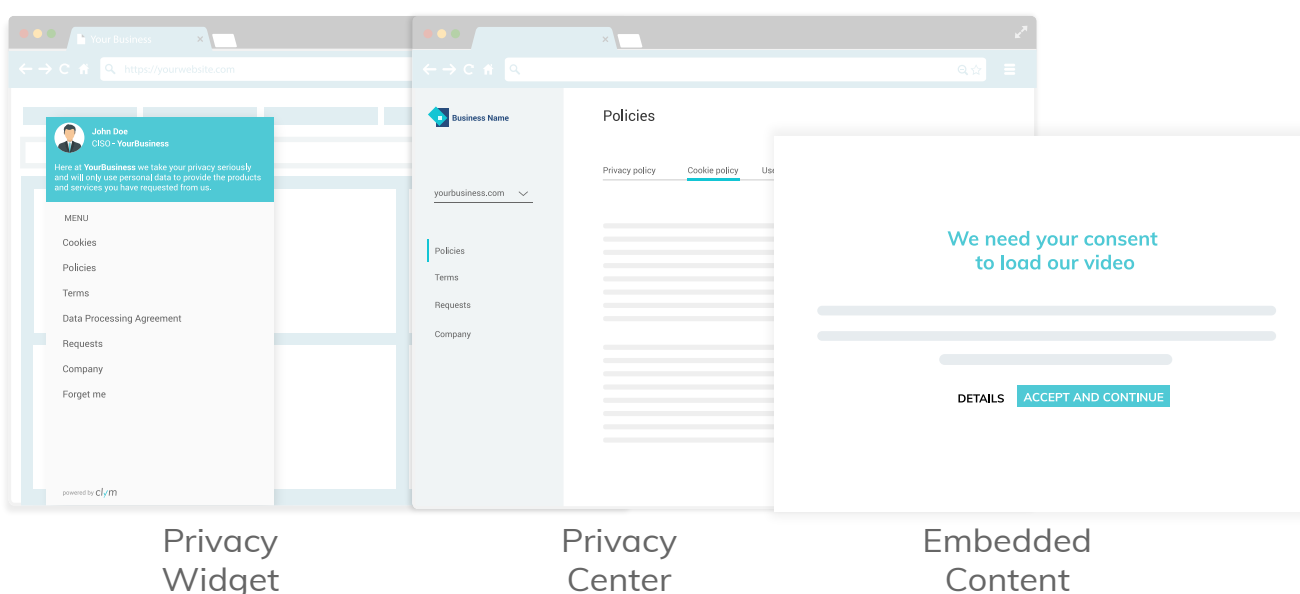 Your Business
https://yourwebsite.com
John Doe
CISO - YourBusiness
Here at YourBusiness we take your privacy seriously
and will only use personal data to provide the products
and services you have requested from us.
MENU
Cookies
Policies
Terms
Data Processing Agreement
Requests
Company
Forget me
powered by clym
Business Name
yourbusiness.com
Policies
Terms
Requests
Company
Policies
Privacy policy Cookie policy
We need your consent
to load our video
DETAILS ACCEPT AND CONTINUE
Privacy
Widget
Privacy
Center
Embedded
Content